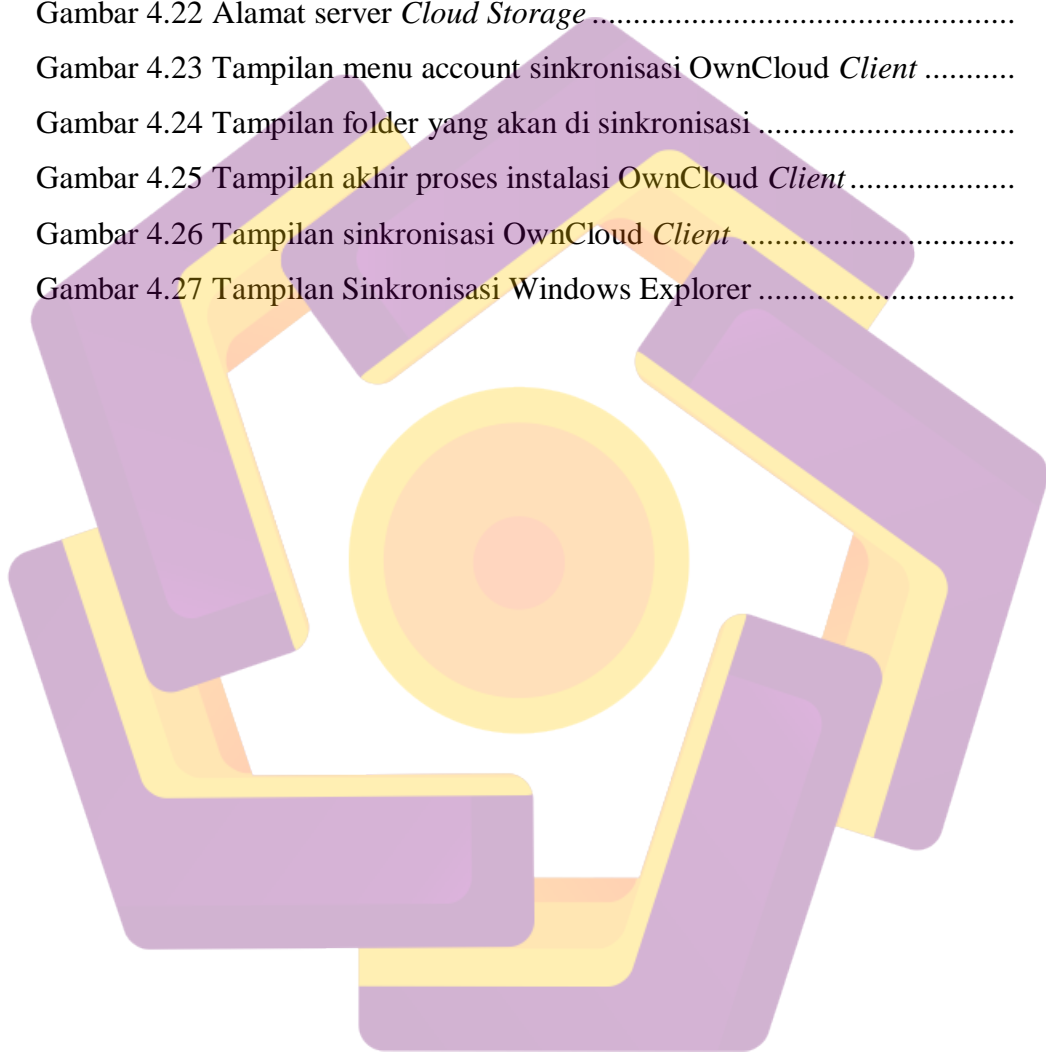 Gambar 4.22 Alamat server Cloud Storage....................................................
Gambar 4.23 Tampilan menu account sinkronisasi OwnCloud Client ...........
Gambar 4.24 Tampilan folder yang akan di sinkronisasi ................................
Gambar 4.25 Tampilan akhir proses instalasi OwnCloud Client....................
Gambar 4.26 Tampilan sinkronisasi OwnCloud Client ..................................
Gambar 4.27 Tampilan Sinkronisasi Windows Explorer ................................